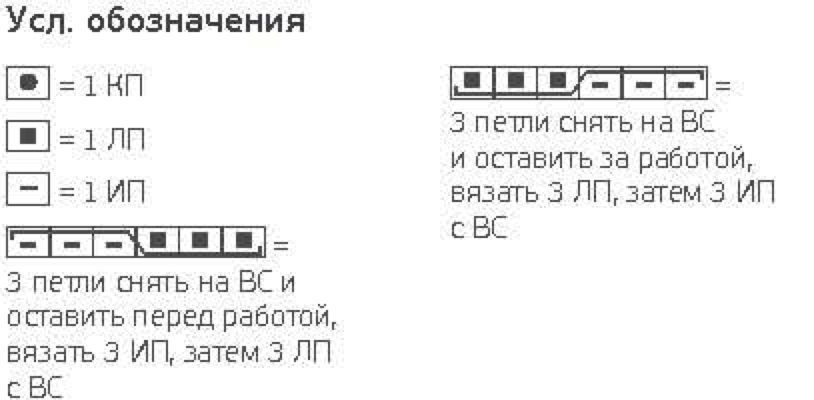 Усл. обозначения
= 1 КП
= 1 ЛП
= 1 ИП
=
3 петли снять на ВС и
оставить перед работой,
вязать 3 ИП, затем 3 ЛП
с ВС
=
3 петли снять на ВС
и оставить за работой,
вязать 3 ЛП, затем 3 ИП
с ВС